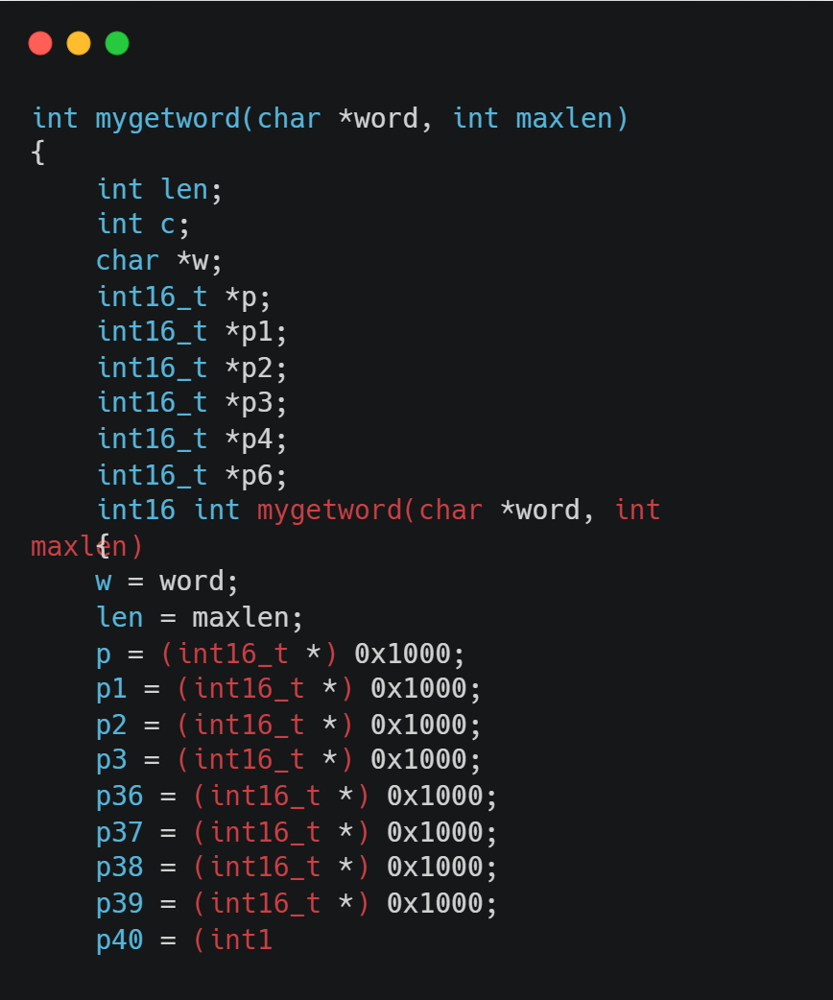 int mygetword(char *word, int maxlen)
{
    int len;
    int c;
    char *w;
    int16_t *p;
    int16_t *p1;
    int16_t *p2;
    int16_t *p3;
    int16_t *p4;
    int16_t *p6;
    int16 int mygetword(char *word, int
maxlen)
    {
    w = word;
    len = maxlen;
    p = (int16_t *) 0x1000;
    p1 = (int16_t *) 0x1000;
    p2 = (int16_t *) 0x1000;
    p3 = (int16_t *) 0x1000;
    p36 = (int16_t *) 0x1000;
    p37 = (int16_t *) 0x1000;
    p38 = (int16_t *) 0x1000;
    p39 = (int16_t *) 0x1000;
    p40 = (int1